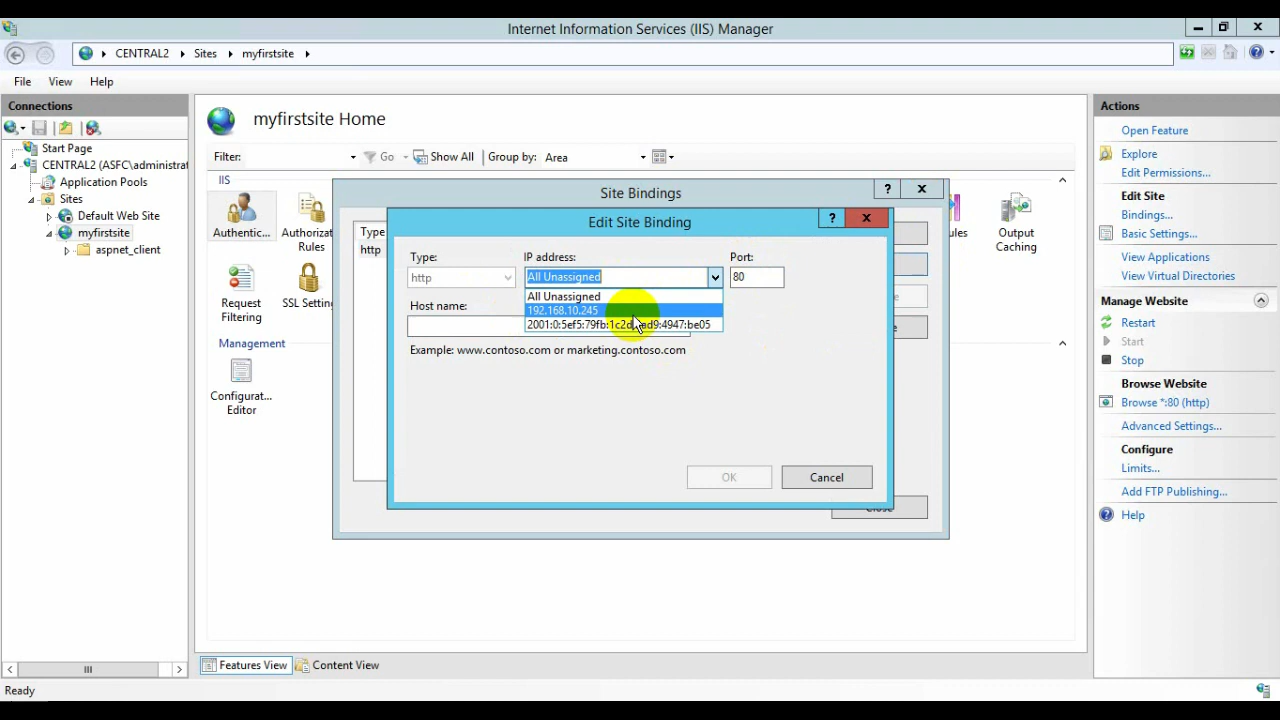 Internet Information Services (IIS) Manager
CENTRAL2 Sites myfirstsite
File View Help
Connections
Start Page
CENTRAL2 (ASFC\administrat
Application Pools
Sites
Default Web Site
myfirstsite
aspnet_client
myfirstsite Home
Filter: Go Show All Group by: Area
IIS
Authentic...
Authorizat
Rules
Request
Filtering
SSL Setting
Output
Caching
Management
Configurat...
Editor
Site Bindings
Type
http
Close
Edit Site Binding
Type: IP address: Port:
http All Unassigned 80
All Unassigned
192.168.10.245
Host name:
Example: www.contoso.com or marketing.contoso.com
OK Cancel
Features View Content View
Actions
Open Feature
Explore
Edit Permissions...
Edit Site
Bindings...
Basic Settings...
View Applications
View Virtual Directories
Manage Website
Restart
Start
Stop
Browse Website
Browse *:80 (http)
Advanced Settings...
Configure
Limits...
Add FTP Publishing...
Help
Ready